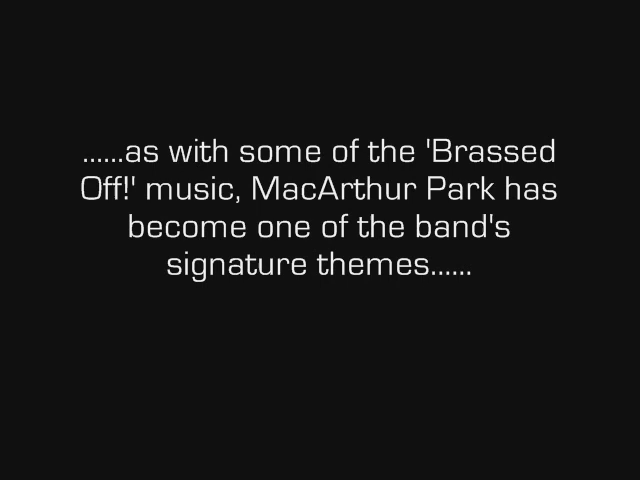 ......as with some of the 'Brassed
Off!' music, MacArthur Park has
become one of the band's
signature themes......